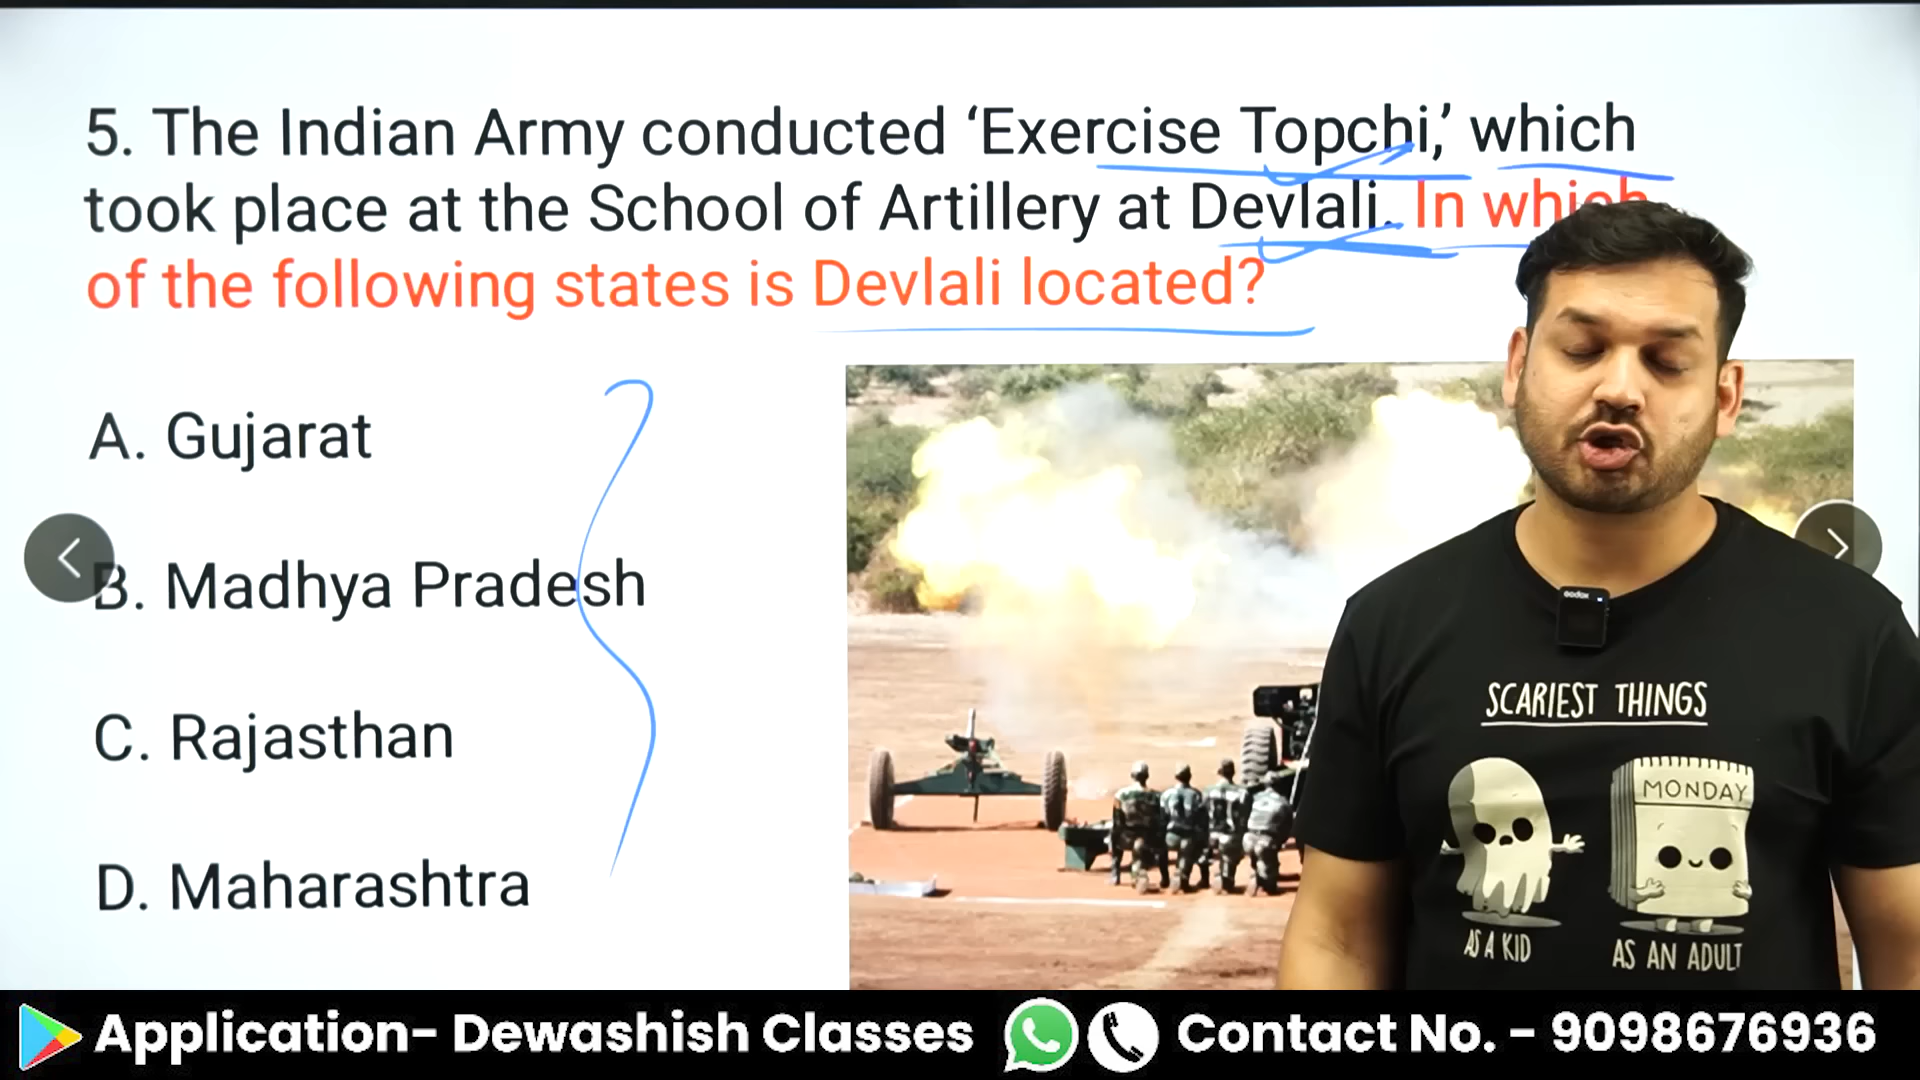 5. The Indian Army conducted ‘Exercise Topchi,’ which
took place at the School of Artillery at Devlali. In which
of the following states is Devlali located?
A. Gujarat
B. Madhya Pradesh
C. Rajasthan
D. Maharashtra
Godox
SCARIEST THINGS
MONDAY
AS A KID
AS AN ADULT
Application- Dewashish Classes
Contact No. - 9098676936